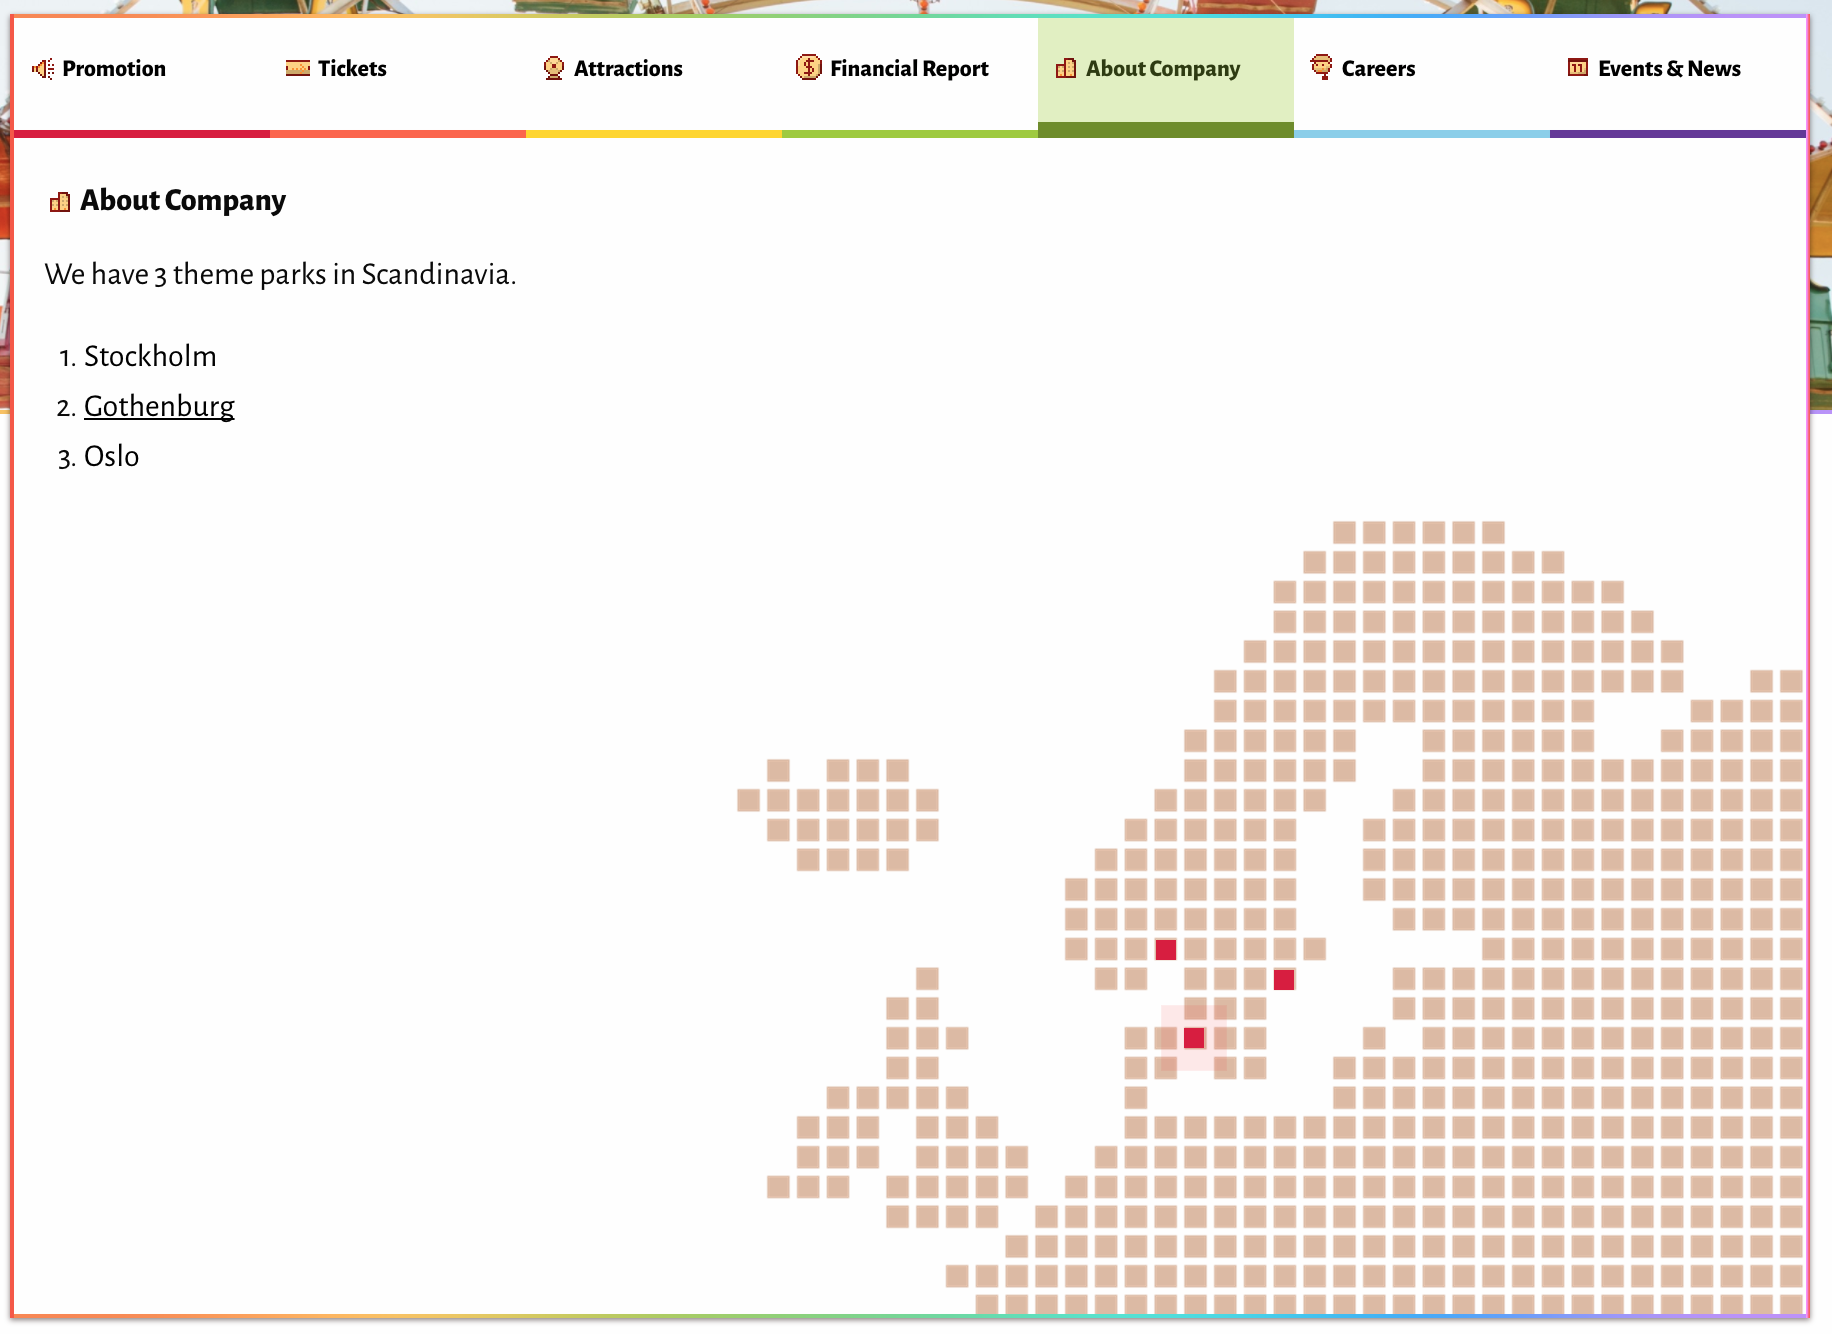 Promotion
Tickets
Attractions
Financial Report
About Company
Careers
11 Events & News
About Company
We have 3 theme parks in Scandinavia.
1. Stockholm
2. Gothenburg
3. Oslo